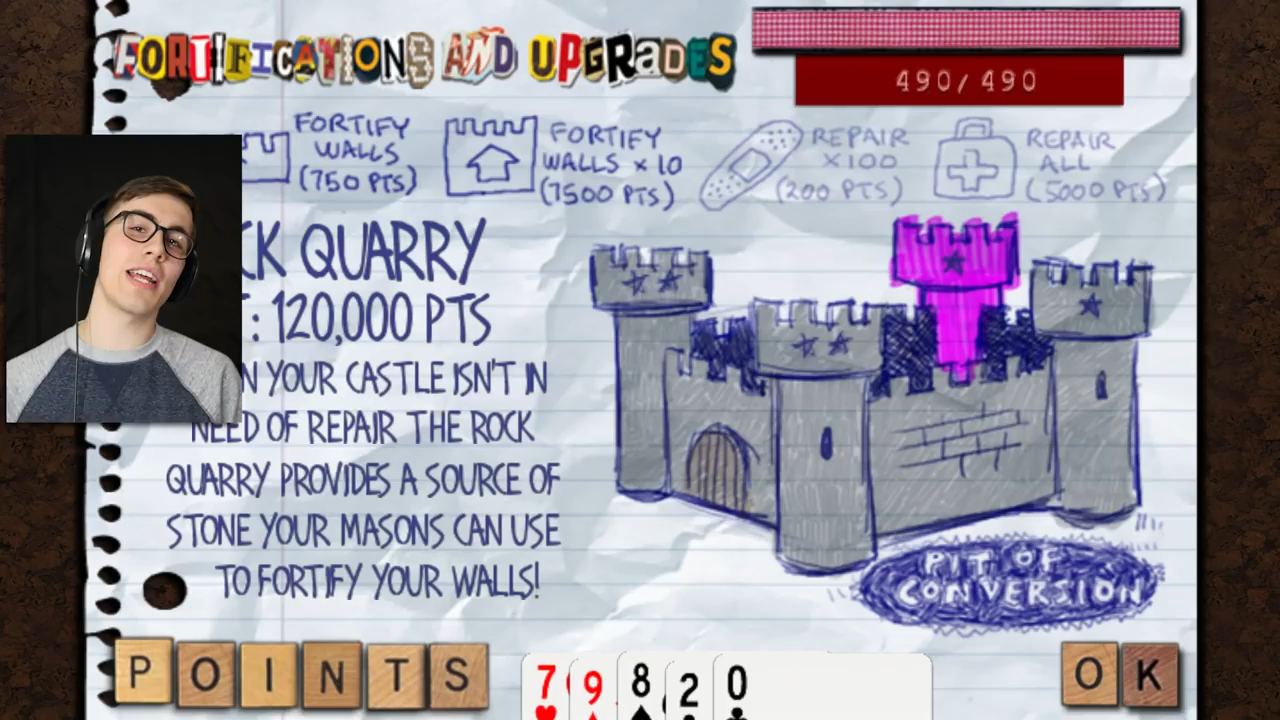 FORTIFICATIONS AND UPGRADES
490/490
FORTIFY
WALLS
(750 PTS)
FORTIFY
WALLS x10
(7500 PTS)
REPAIR
x100
(200 PTS)
REPAIR
ALL
(5000 PTS)
CK QUARRY
: 120,000 PTS
N YOUR CASTLE ISN'T IN
NEED OF REPAIR THE ROCK
QUARRY PROVIDES A SOURCE OF
STONE YOUR MASONS CAN USE
TO FORTIFY YOUR WALLS!
PIT OF
CONVERSION
POINTS
7 9 8 2 0
OK